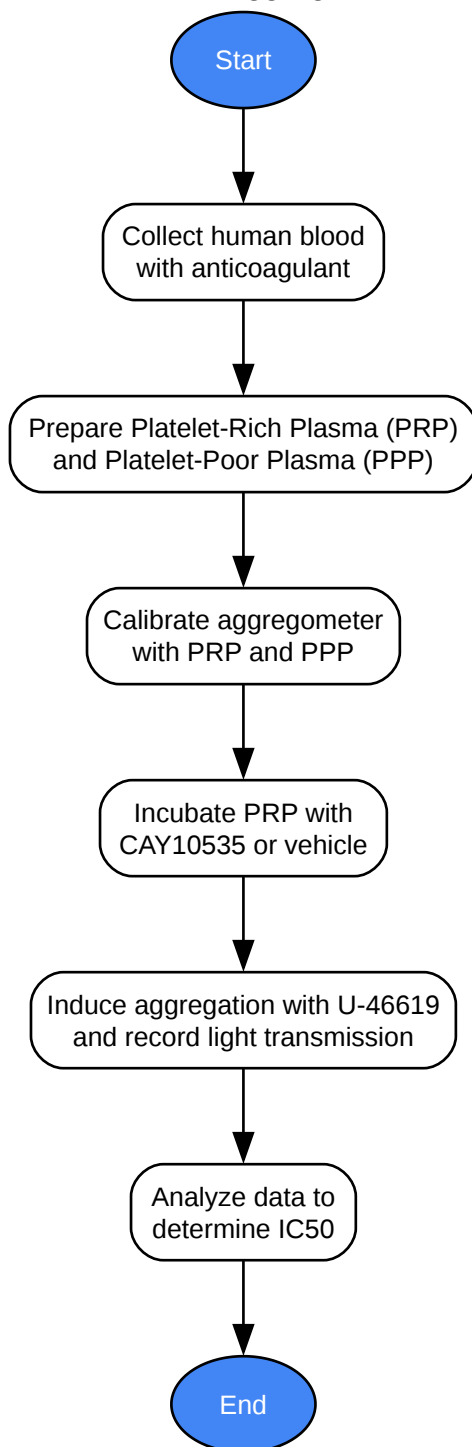 Start
Collect human blood
with anticoagulant
Prepare Platelet-Rich Plasma (PRP)
and Platelet-Poor Plasma (PPP)
Calibrate aggregometer
with PRP and PPP
Incubate PRP with
CAY10535 or vehicle
Induce aggregation with U-46619
and record light transmission
Analyze data to
determine IC50
End